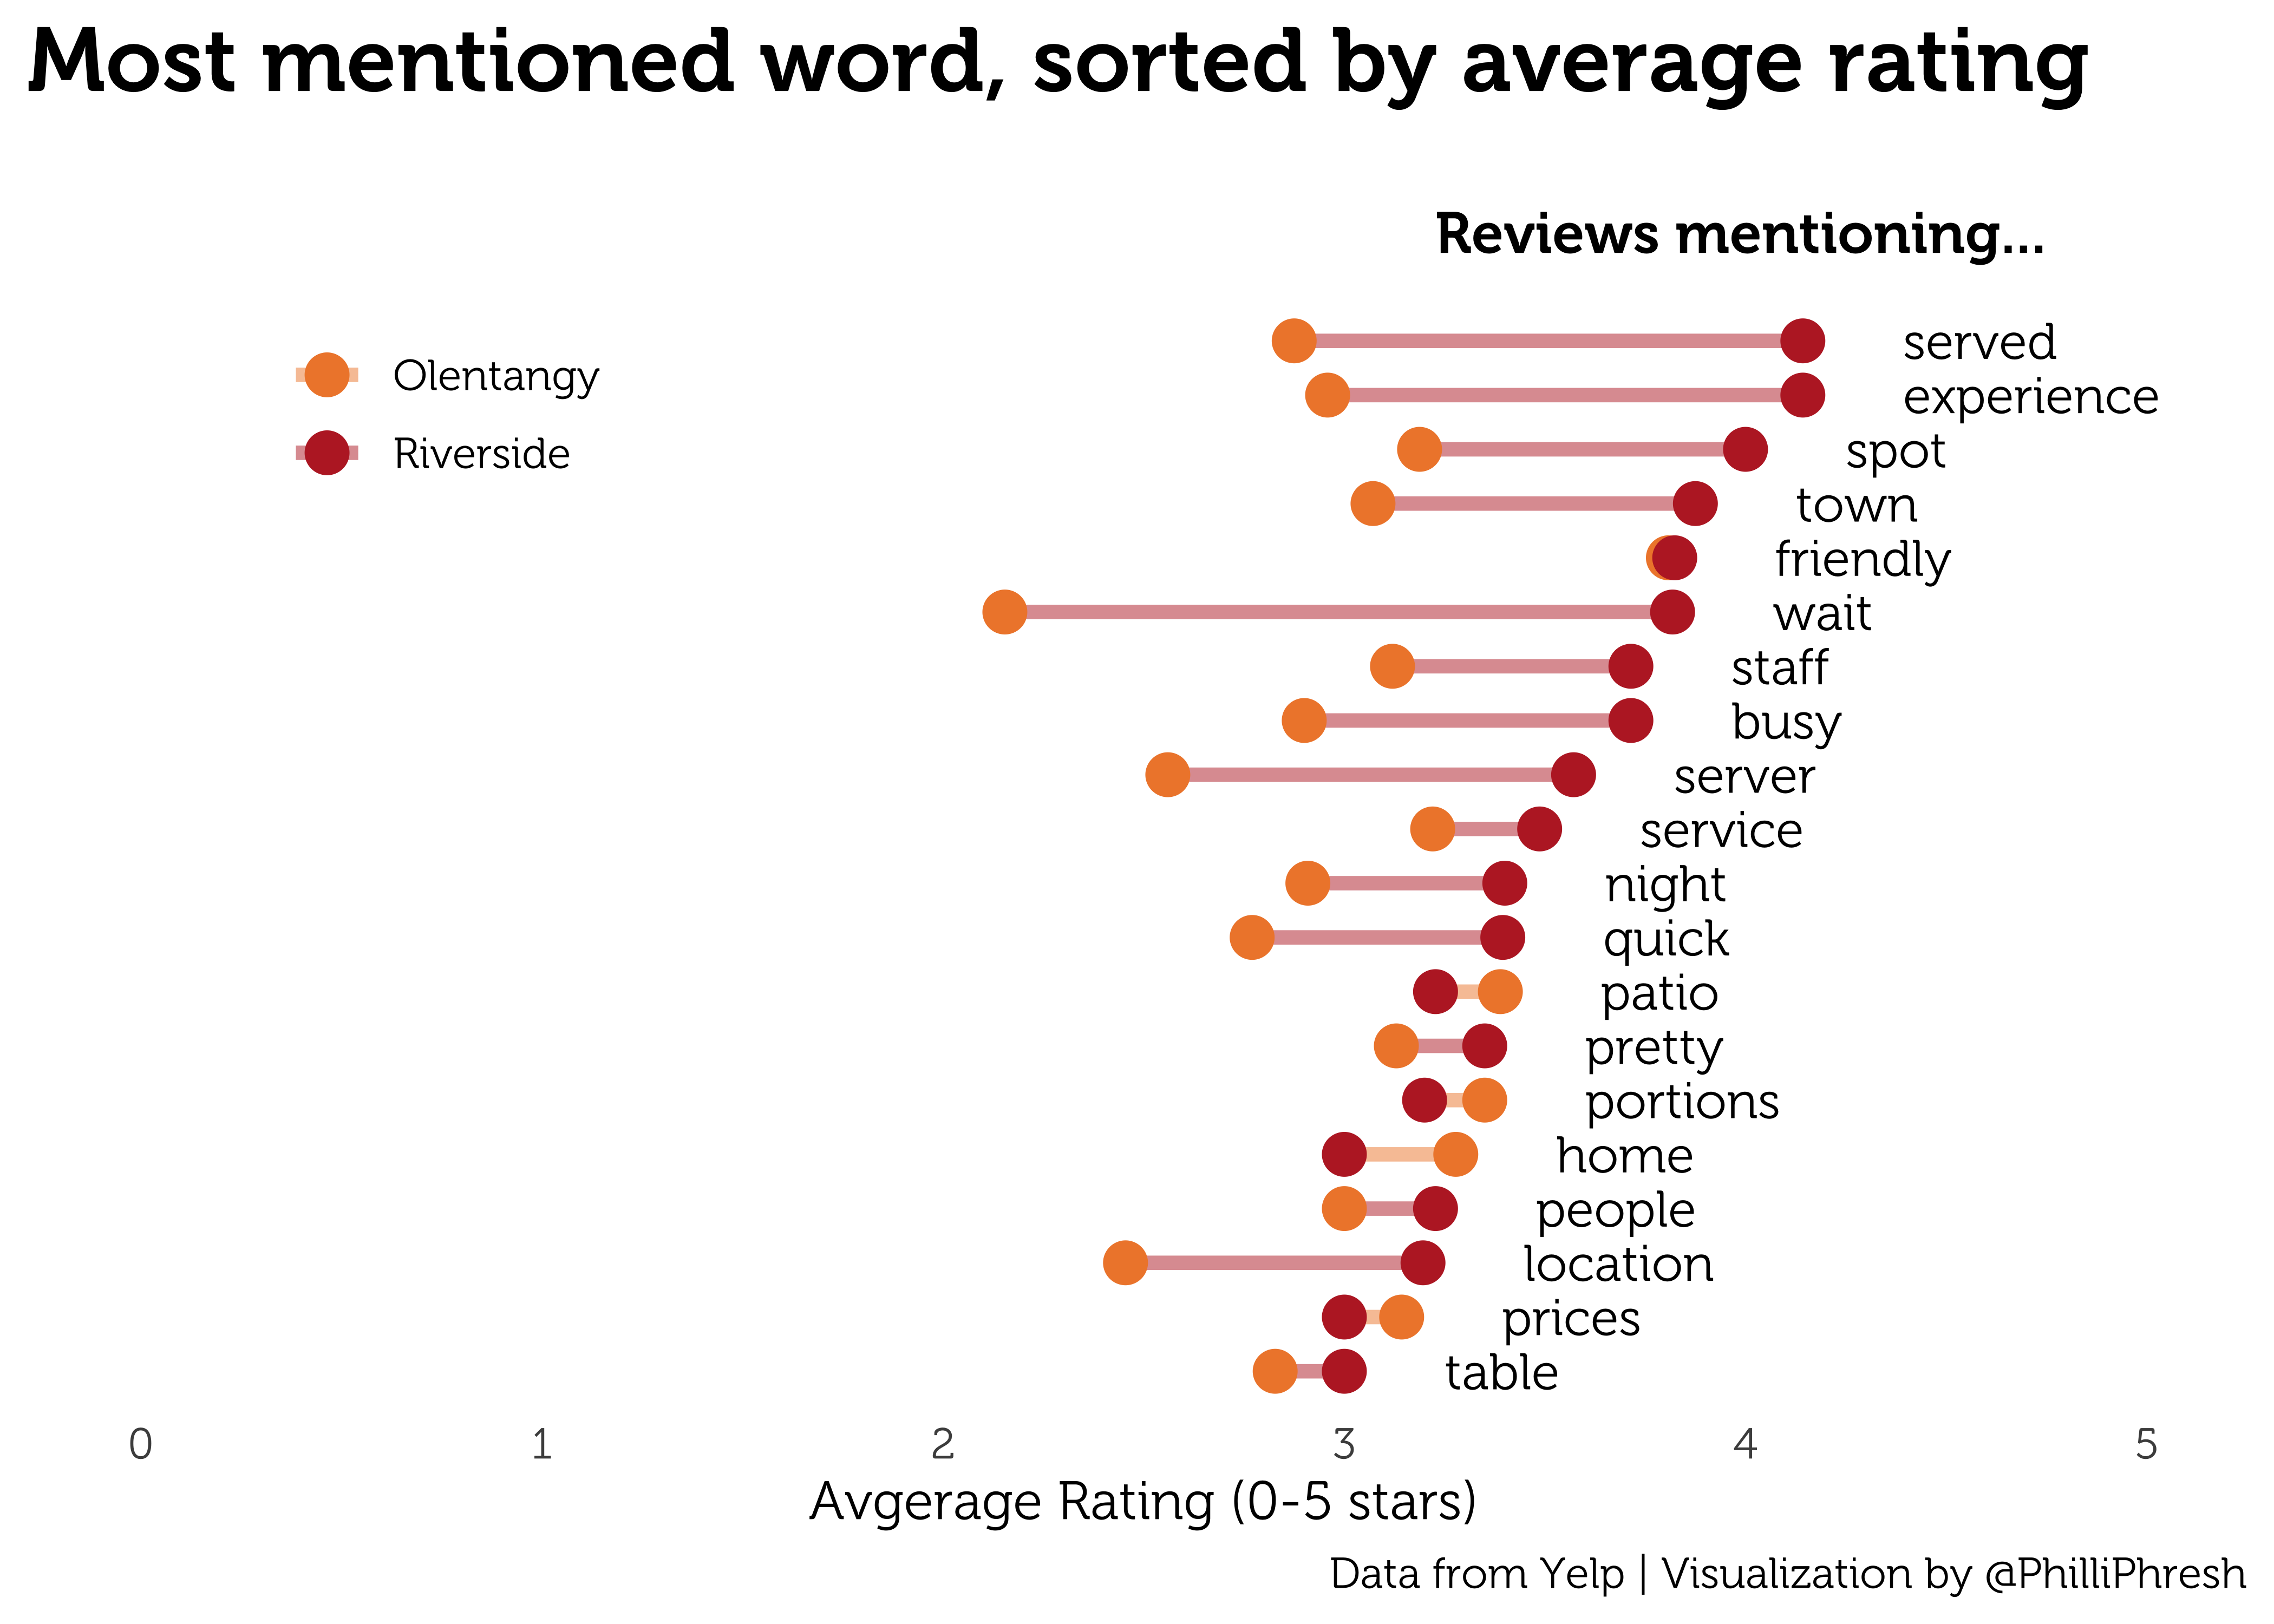 Most mentioned word, sorted by average rating
Reviews mentioning...
Olentangy
Riverside
served
experience
spot
town
friendly
wait
staff
busy
server
service
night
quick
patio
pretty
portions
home
people
location
prices
table
0 1 2 3 4 5
Avgerage Rating (0-5 stars)
Data from Yelp | Visualization by @PhilliPhresh